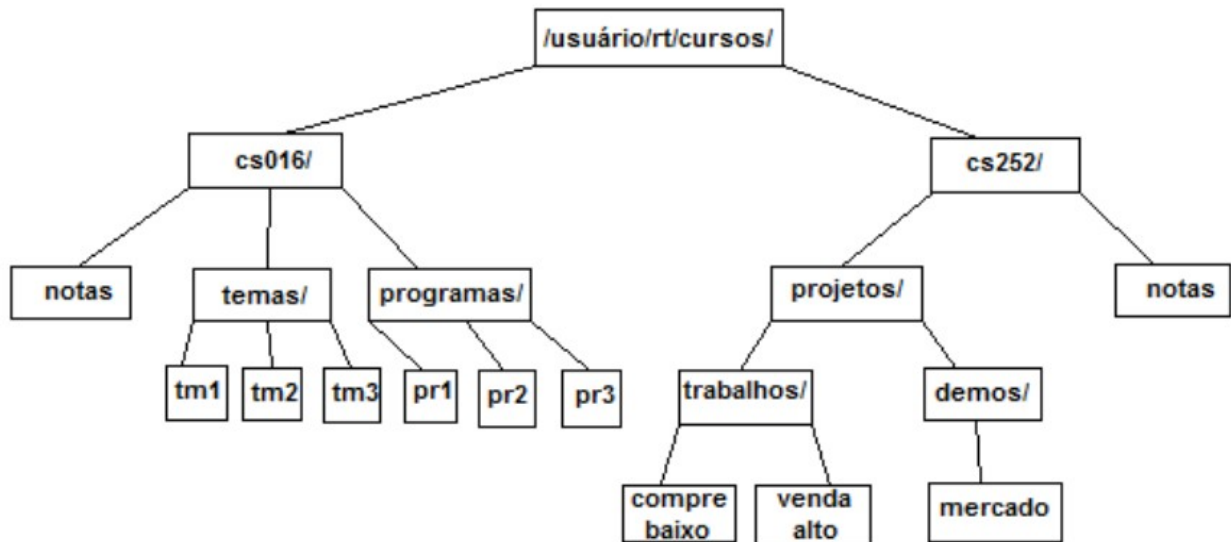 /usuário/rt/cursos/
cs016/
cs252/
notas
temas/
programas/
projetos/
notas
tm1
tm2
tm3
pr1
pr2
pr3
trabalhos/
demos/
compre
baixo
venda
alto
mercado